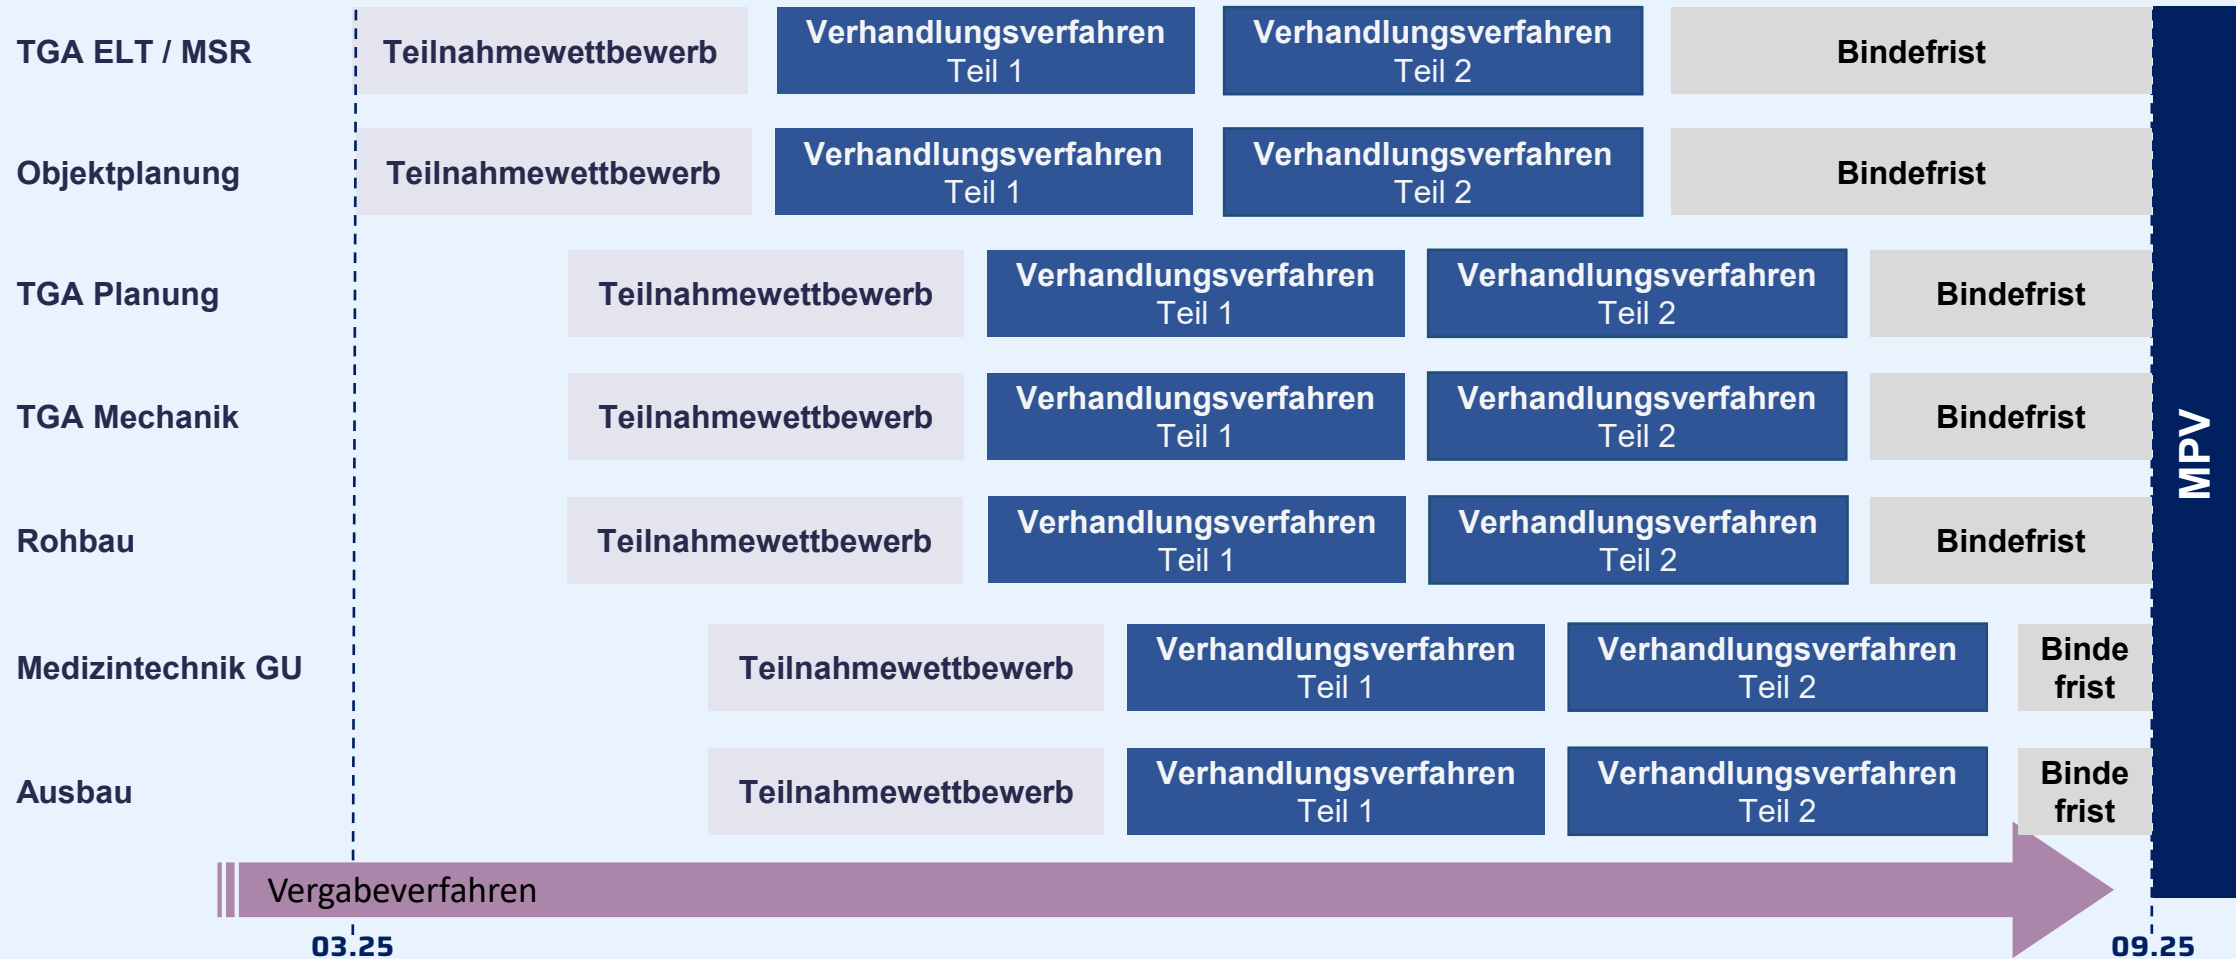 TGA ELT / MSR
Teilnahmewettbewerb
Verhandlungsverfahren
Teil 1
Verhandlungsverfahren
Teil 2
Bindefrist
Objektplanung
Teilnahmewettbewerb
Verhandlungsverfahren
Teil 1
Verhandlungsverfahren
Teil 2
Bindefrist
TGA Planung
Teilnahmewettbewerb
Verhandlungsverfahren
Teil 1
Verhandlungsverfahren
Teil 2
Bindefrist
TGA Mechanik
Teilnahmewettbewerb
Verhandlungsverfahren
Teil 1
Verhandlungsverfahren
Teil 2
Bindefrist
Rohbau
Teilnahmewettbewerb
Verhandlungsverfahren
Teil 1
Verhandlungsverfahren
Teil 2
Bindefrist
Medizintechnik GU
Teilnahmewettbewerb
Verhandlungsverfahren
Teil 1
Verhandlungsverfahren
Teil 2
Binde
frist
Ausbau
Teilnahmewettbewerb
Verhandlungsverfahren
Teil 1
Verhandlungsverfahren
Teil 2
Binde
frist
MPV
Vergabeverfahren
03.25
09.25